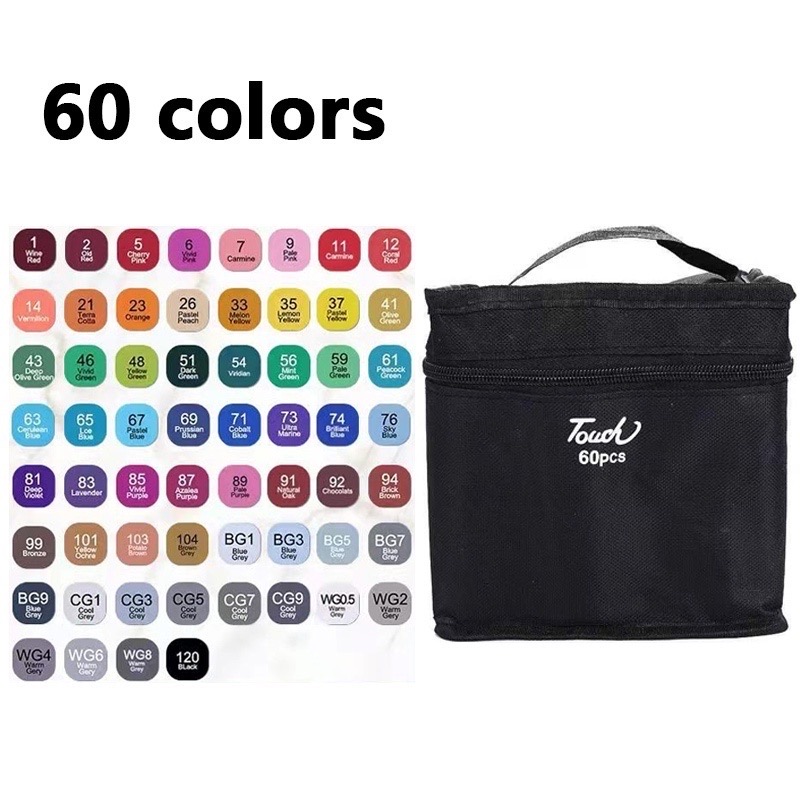 60 colors
1 2 5 6 7 9 11 12
Wine Red Old Red Cherry Pink Vivid Pink Carmine Pale Pink Carmine Coral Red
14 21 23 26 33 35 37 41
Vermilion Terra Cotta Orange Pastel Peach Melon Yellow Lemon Yellow Pastel Yellow Olive Green
43 46 48 51 54 56 59 61
Deep Olive Green Vivid Green Yellow Green Dark Green Viridian Mint Green Pale Green Peacock Green
63 65 67 69 71 73 74 76
Cerulean Blue Lce Blue Pastel Blue Prussian Blue Cobalt Blue Ultra Marine Brilliant Blue Sky Blue
81 83 85 87 89 91 92 94
Deep Violet Lavender Vivid Purple Azalea Purple Pale Purple Natural Oak Chocolats Brick Brown
99 101 103 104 BG1 BG3 BG5 BG7
Bronze Yellow Ochre Potato Brown Brown Grey Blue Grey Blue Grey Blue Grey Blue Grey
BG9 CG1 CG3 CG5 CG7 CG9 WG0.5 WG2
Blue Grey Cool Grey Cool Grey Cool Grey Cool Grey Cool Grey Warm Grey Warm Gery
WG4 WG6 WG8 120
Warm Gery Warm Gery Warm Grey BLack
Touch
60pcs